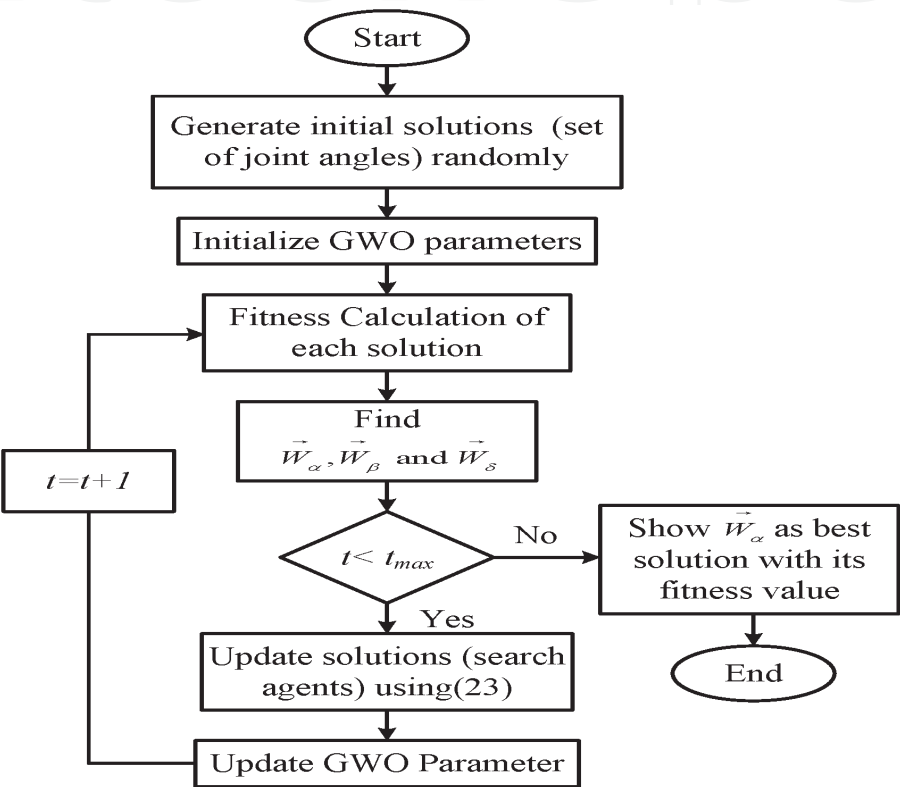 Start
Generate initial solutions (set
of joint angles) randomly
Initialize GWO parameters
Fitness Calculation of
each solution
Find
W⃗α, W⃗β and W⃗δ
t=t+1
t< tmax
No
Show W⃗α as best
solution with its
fitness value
Yes
Update solutions (search
agents) using(23)
End
Update GWO Parameter